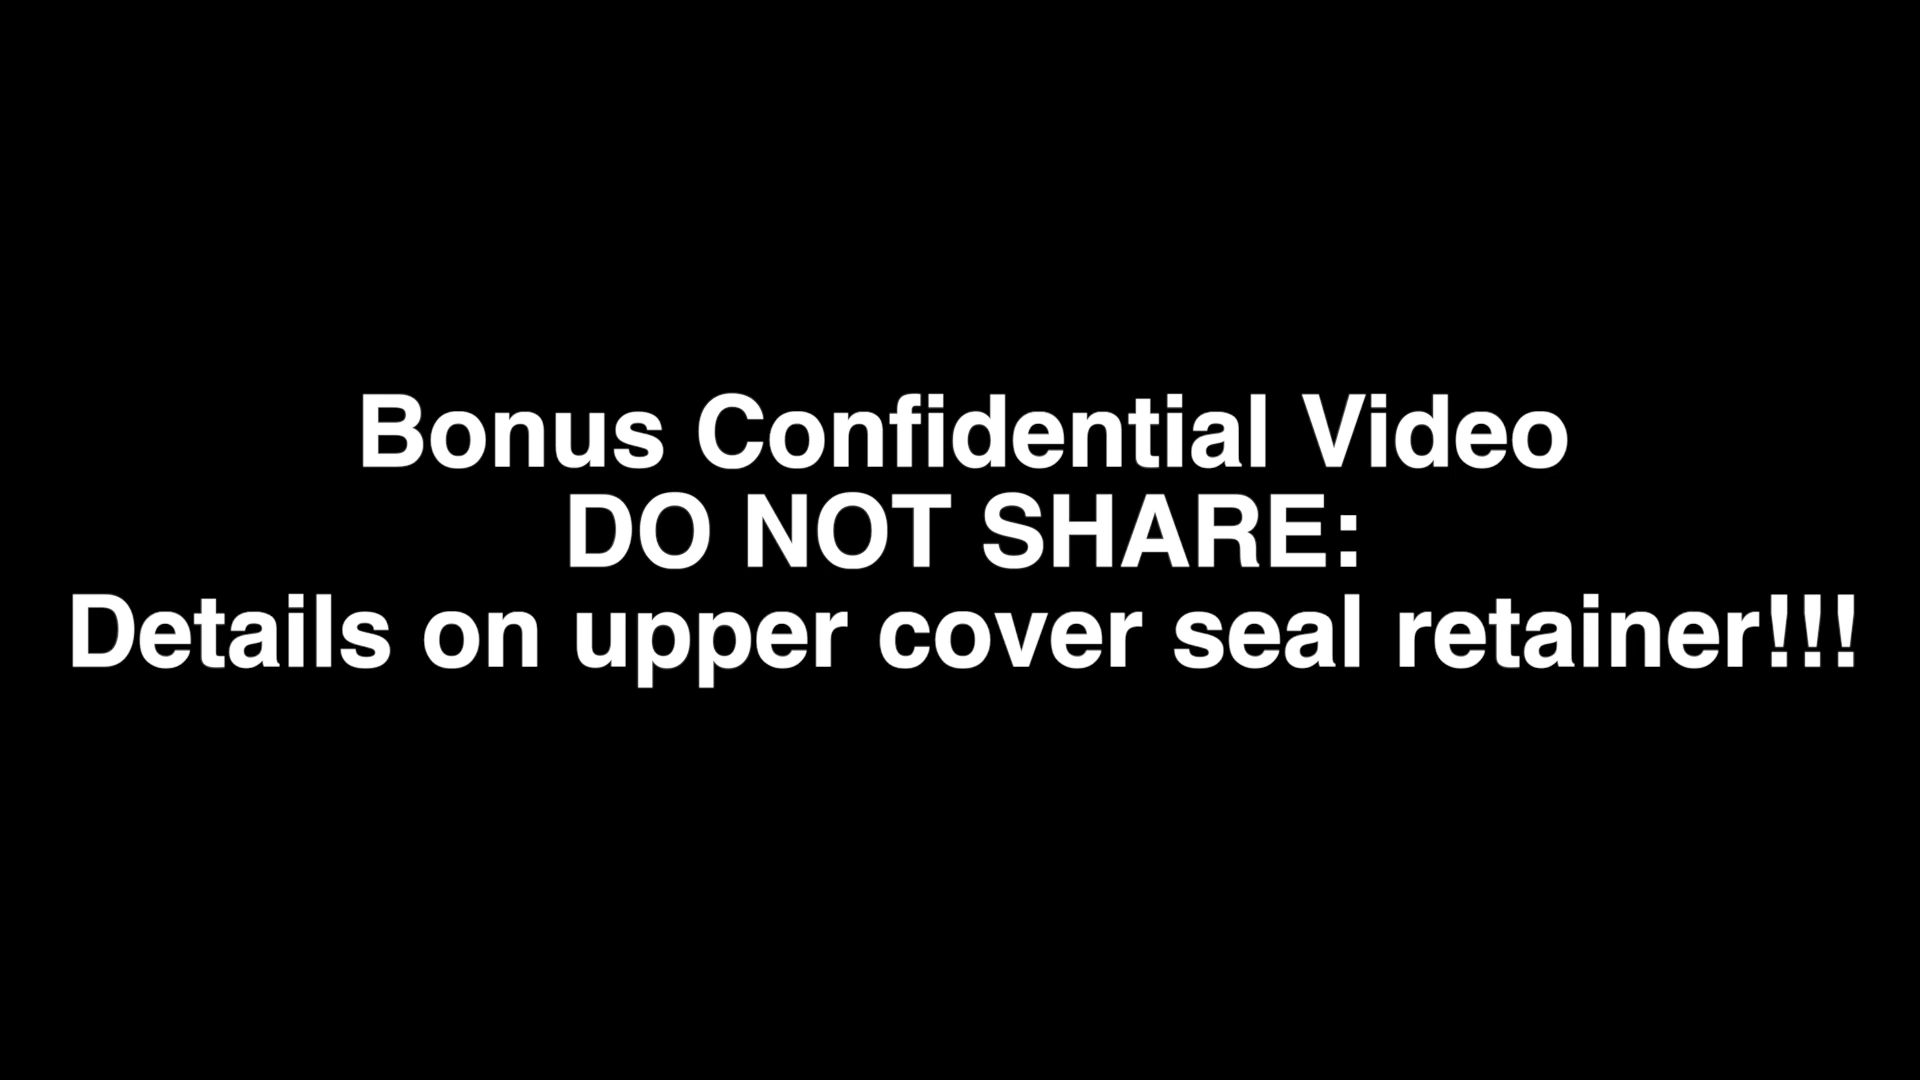 Bonus Confidential Video
DO NOT SHARE:
Details on upper cover seal retainer!!!